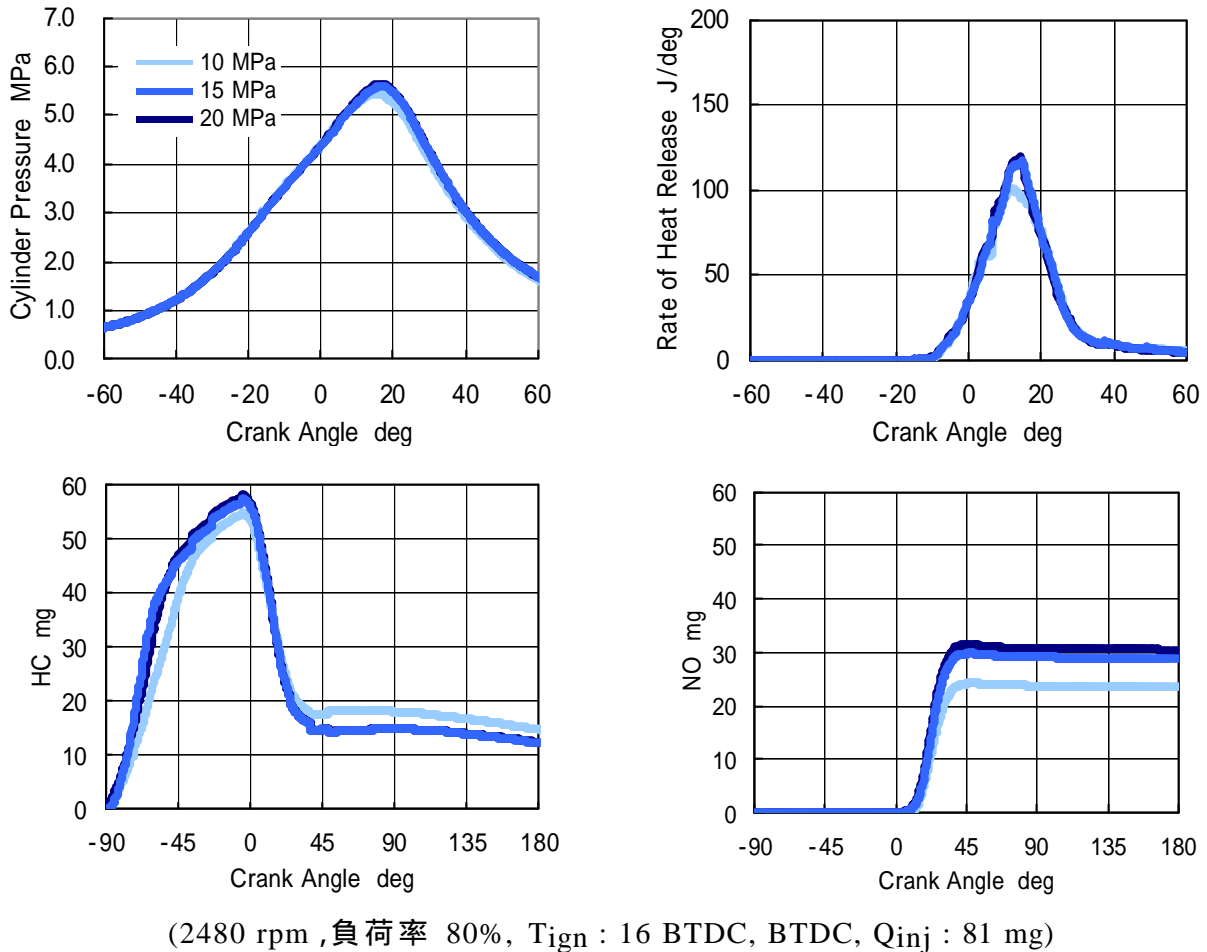 7.0
6.0
5.0
4.0
3.0
2.0
1.0
0.0
Cylinder Pressure MPa
10 MPa
15 MPa
20 MPa
-60 -40 -20 0 20 40 60
Crank Angle deg
200
150
100
50
0
Rate of Heat Release J/deg
-60 -40 -20 0 20 40 60
Crank Angle deg
60
50
40
30
20
10
0
HC mg
-90 -45 0 45 90 135 180
Crank Angle deg
60
50
40
30
20
10
0
NO mg
-90 -45 0 45 90 135 180
Crank Angle deg
(2480 rpm ,負荷率 80%, Tign : 16 BTDC, BTDC, Qinj : 81 mg)